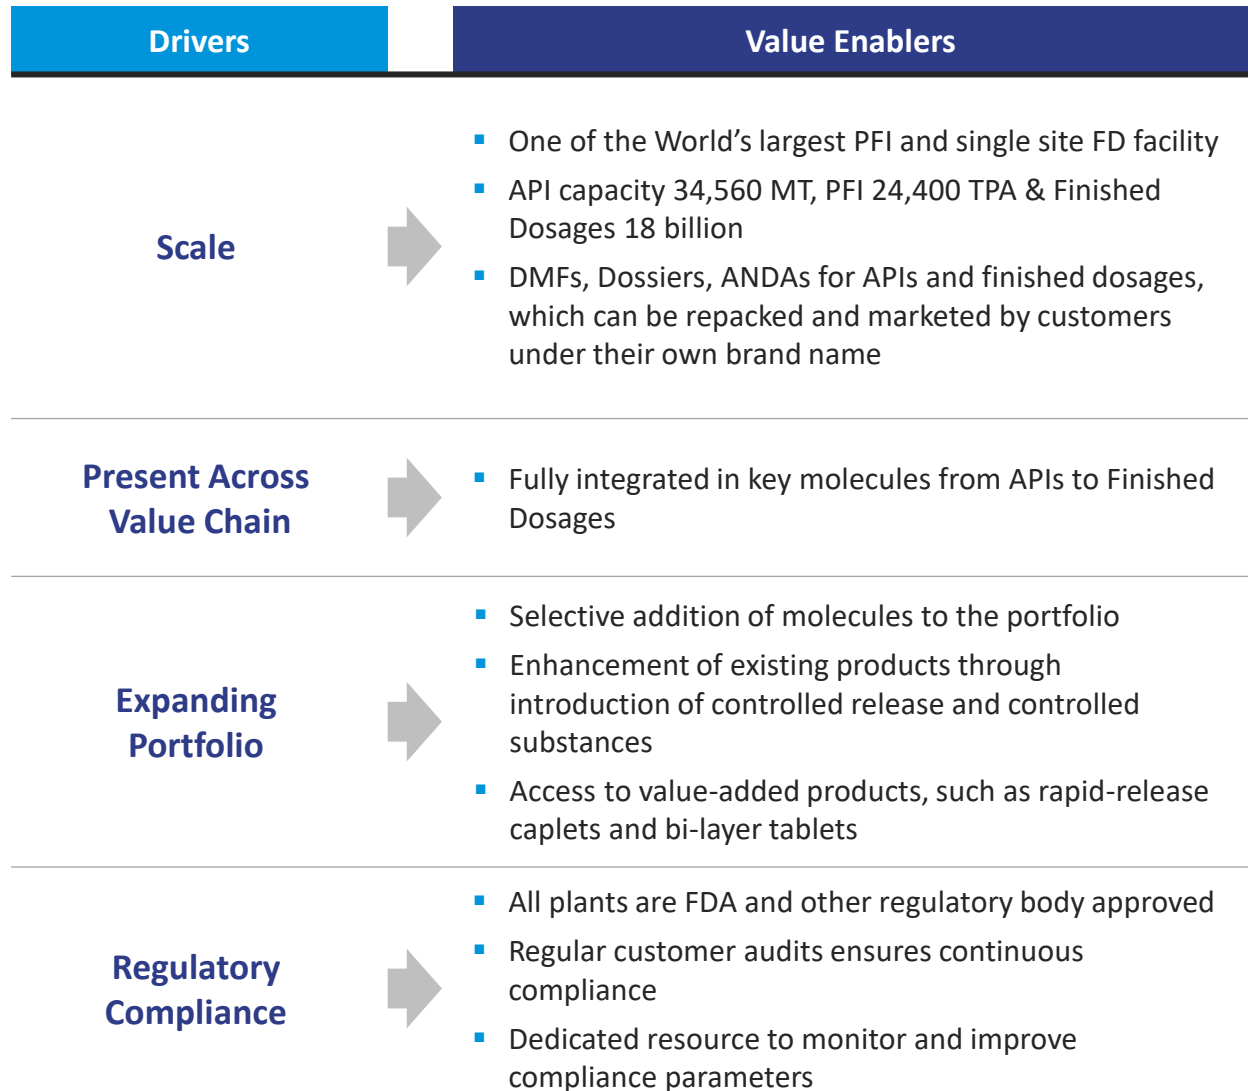 Drivers
Value Enablers
Scale
▪ One of the World’s largest PFI and single site FD facility
▪ API capacity 34,560 MT, PFI 24,400 TPA & Finished
Dosages 18 billion
▪ DMFs, Dossiers, ANDAs for APIs and finished dosages,
which can be repacked and marketed by customers
under their own brand name
Present Across
Value Chain
▪ Fully integrated in key molecules from APIs to Finished
Dosages
Expanding
Portfolio
▪ Selective addition of molecules to the portfolio
▪ Enhancement of existing products through
introduction of controlled release and controlled
substances
▪ Access to value-added products, such as rapid-release
caplets and bi-layer tablets
Regulatory
Compliance
▪ All plants are FDA and other regulatory body approved
▪ Regular customer audits ensures continuous
compliance
▪ Dedicated resource to monitor and improve
compliance parameters